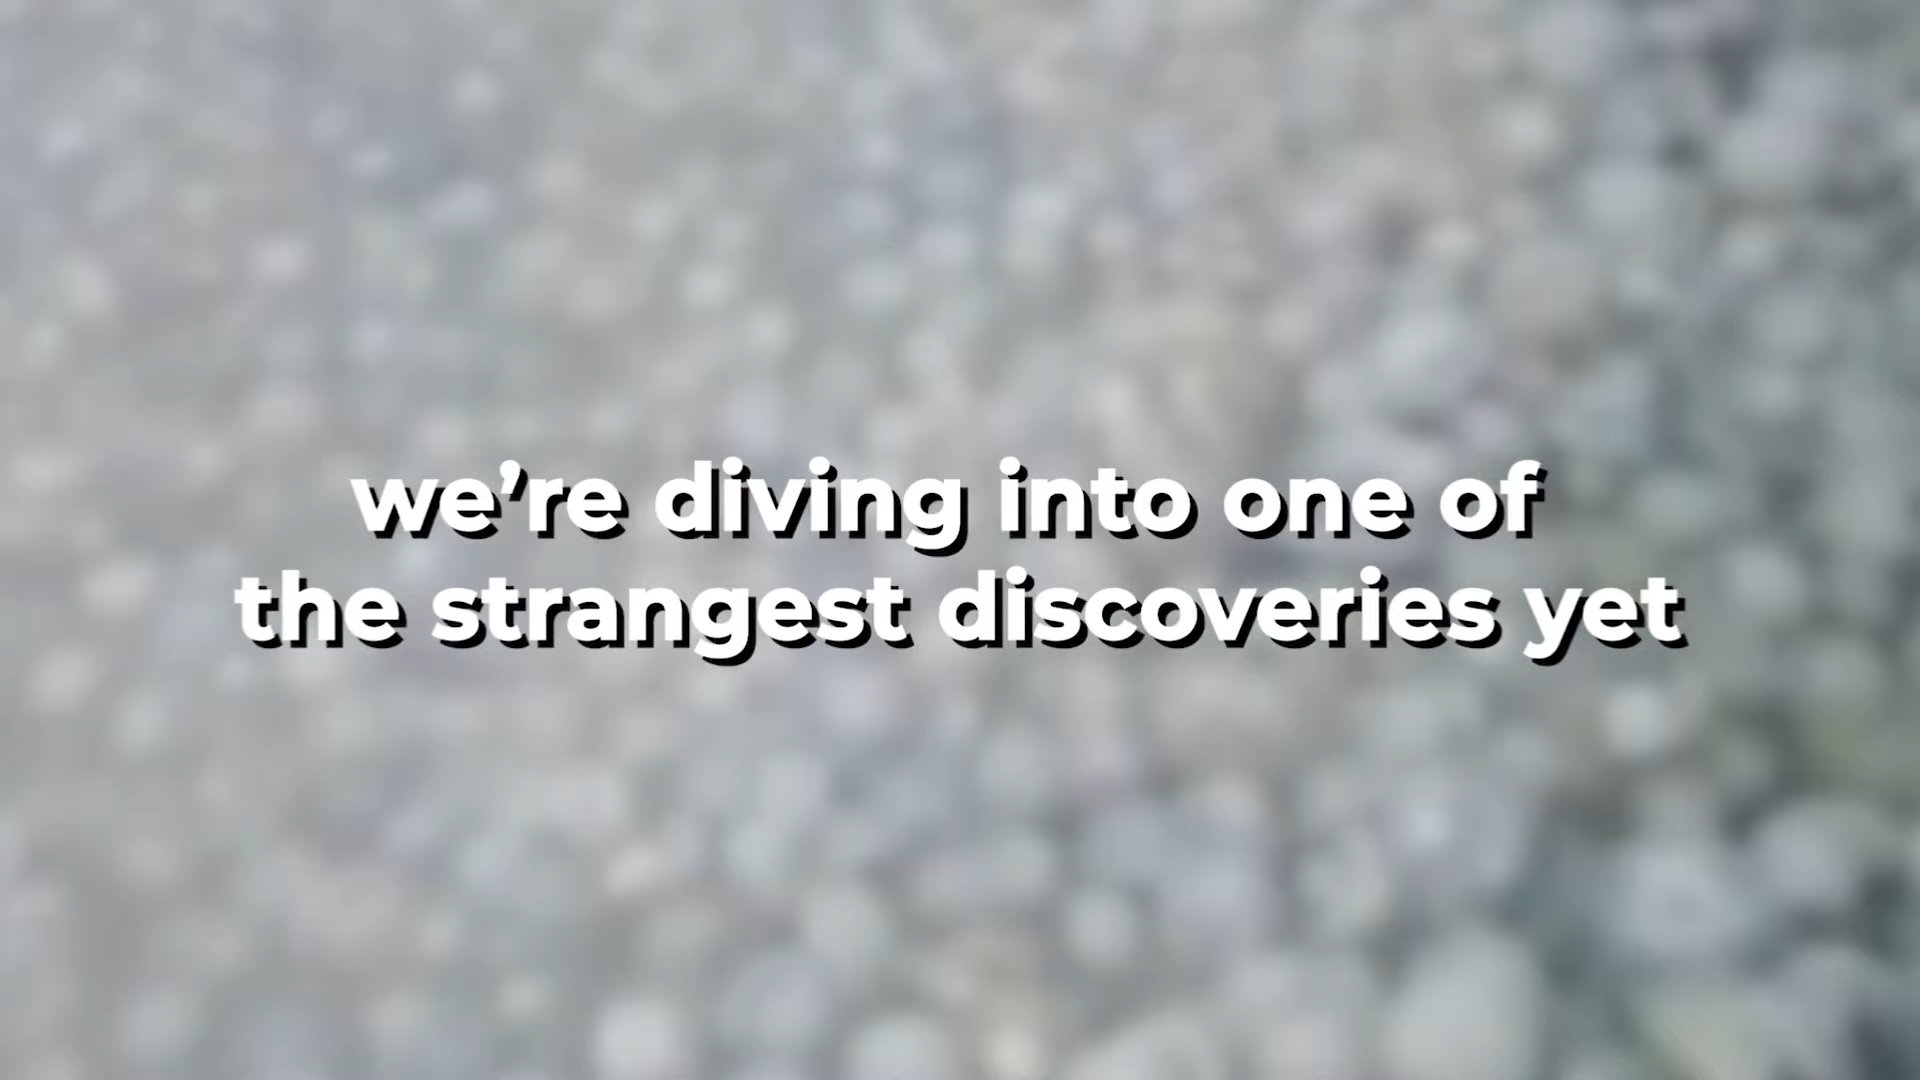 we’re diving into one of
the strangest discoveries yet